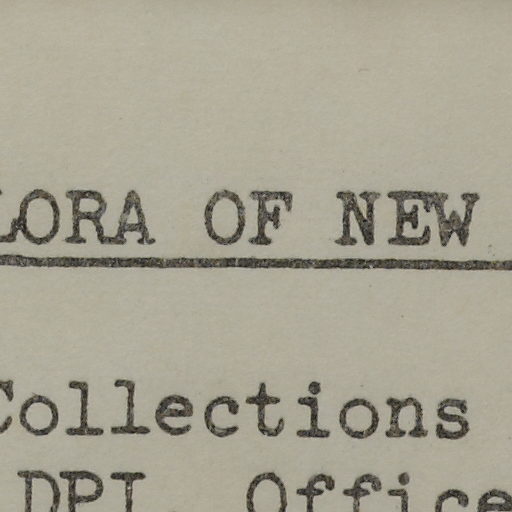 LORA OF NEW
Collections
DPI Office